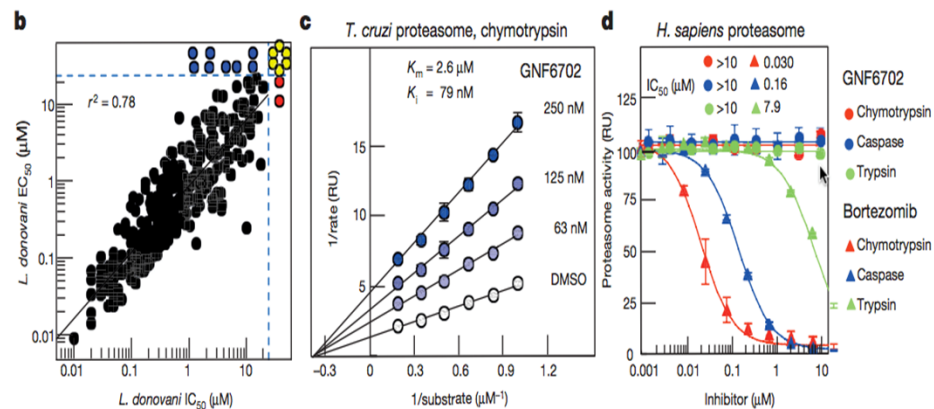 b
L. donovani EC50 (µM)
10
1
0.1
0.01
r2 = 0.78
0.01
0.1
1
10
L. donovani IC50 (µM)
c
T. cruzi proteasome, chymotrypsin
Km = 2.6 µM
Ki = 79 nM
GNF6702
250 nM
125 nM
63 nM
DMSO
1/rate (RU)
15
10
5
−0.3
0
0.3
0.6
0.9
1.2
1/substrate (µM−1)
d
H. sapiens proteasome
IC50 (µM)
>10 0.030
>10 0.16
>10 7.9
Proteasome activity (RU)
125
100
75
50
25
0
0.001
0.01
0.1
1
10
Inhibitor (µM)
GNF6702
Chymotrypsin
Caspase
Trypsin
Bortezomib
Chymotrypsin
Caspase
Trypsin